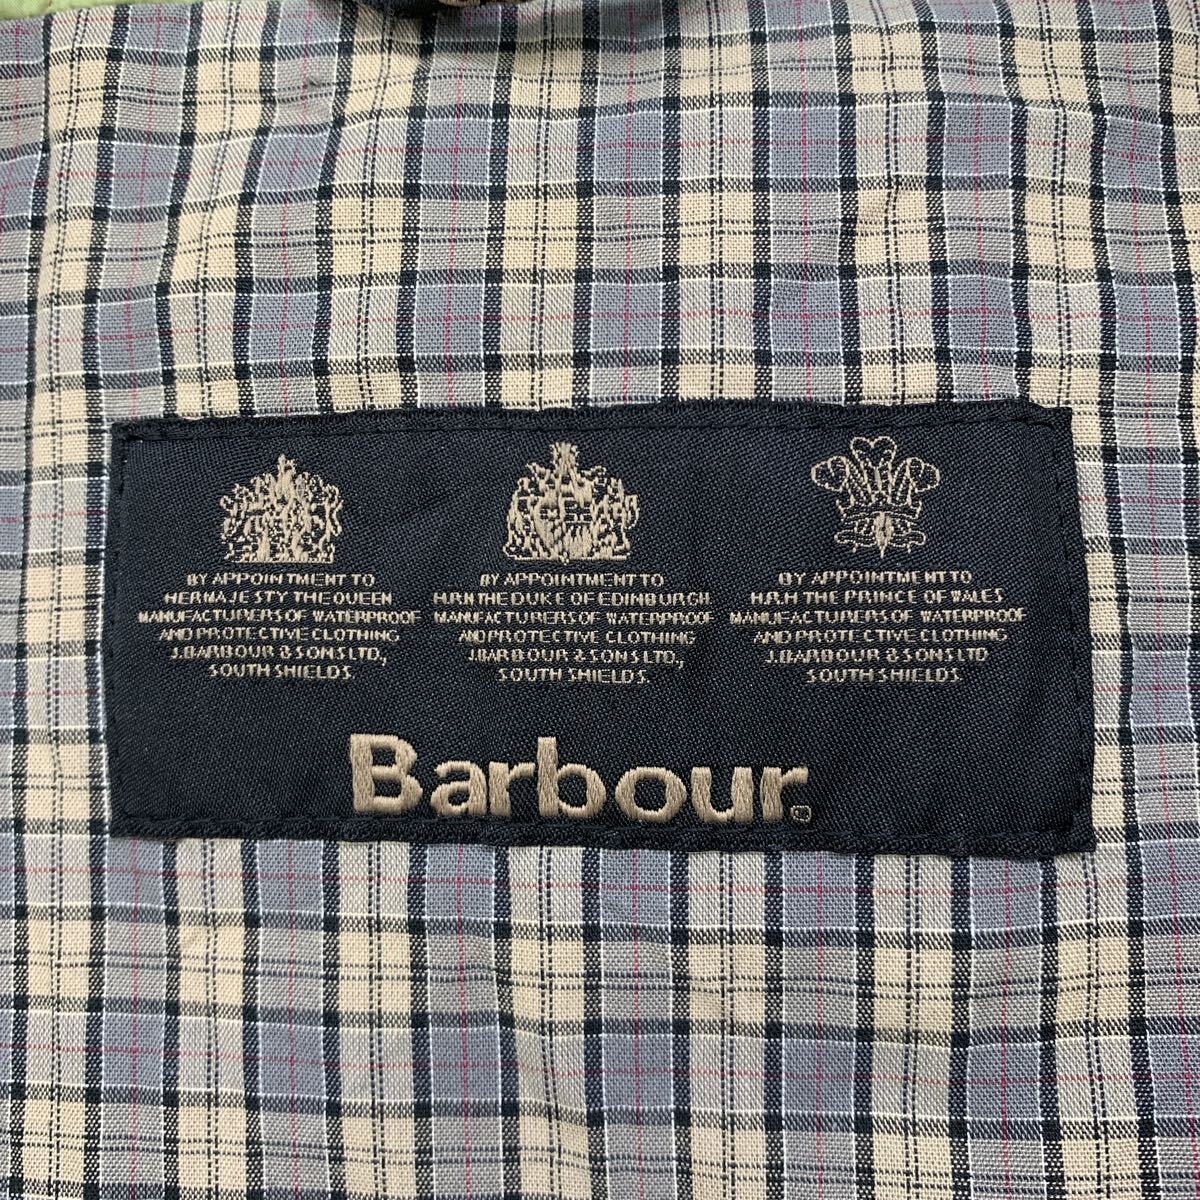 BY APPOINTMENT TO
HER MAJESTY THE QUEEN
MANUFACTURERS OF WATERPROOF
AND PROTECTIVE CLOTHING
J.BARBOUR & SONS LTD.,
SOUTH SHIELDS.
BY APPOINTMENT TO
H.R.H THE DUKE OF EDINBURGH
MANUFACTURERS OF WATERPROOF
AND PROTECTIVE CLOTHING
J.BARBOUR & SONS LTD.,
SOUTH SHIELDS.
BY APPOINTMENT TO
H.R.H THE PRINCE OF WALES
MANUFACTURERS OF WATERPROOF
AND PROTECTIVE CLOTHING
J.BARBOUR & SONS LTD
SOUTH SHIELDS.
Barbour®